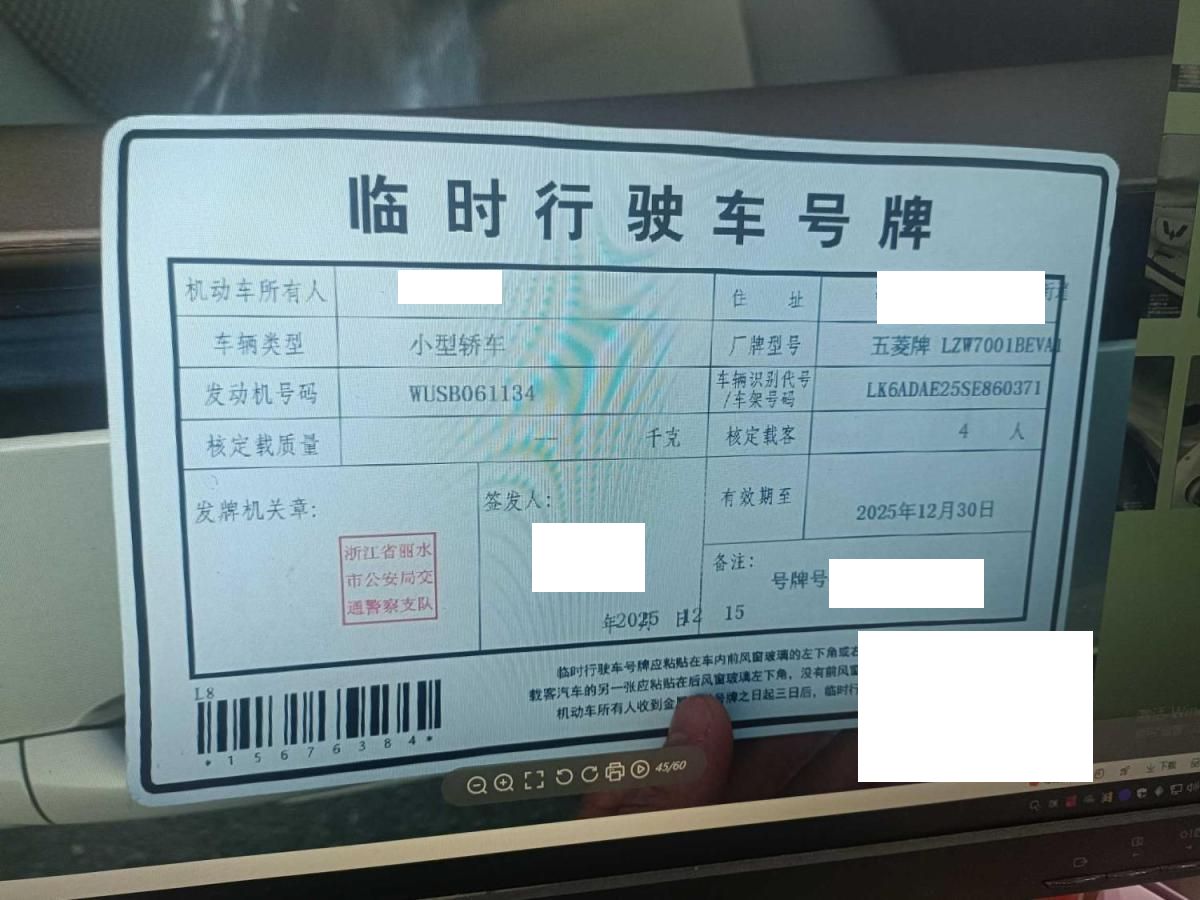 临时行驶车号牌
机动车所有人
住 址
车辆类型 小型轿车 厂牌型号 五菱牌 LZW7001BEVA1
发动机号码 WUSB061134 车辆识别代号/车架号码 LK6ADAE25SE860371
核定载质量 — 千克 核定载客 4 人
发牌机关章:
浙江省丽水
市公安局交
通警察支队
签发人:
年2025 月 日12 15
有效期至 2025年12月30日
备注:
号牌号
L8
*15676384*
临时行驶车号牌应粘贴在车内前风窗玻璃的左下角或右
载客汽车的另一张应粘贴在后风窗玻璃左下角，没有前风窗
机动车所有人收到金 号牌之日起三日后，临时行
45/60
下载